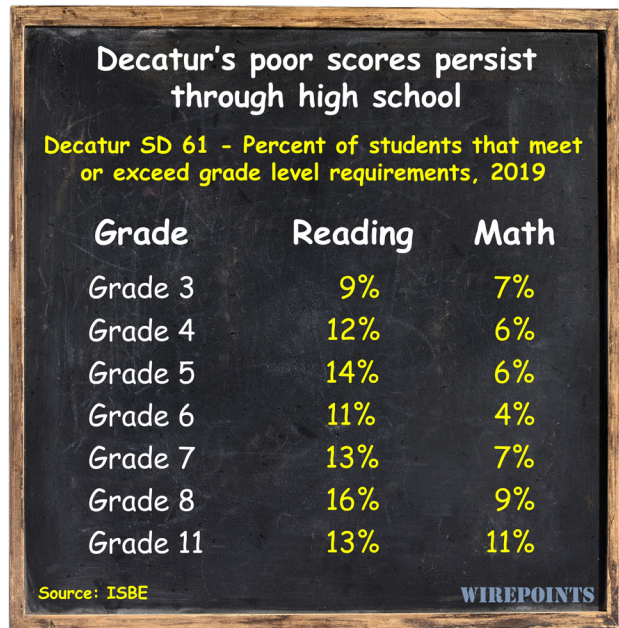 Decatur's poor scores persist
through high school
Decatur SD 61 - Percent of students that meet
or exceed grade level requirements, 2019
Grade Reading Math
Grade 3 9% 7%
Grade 4 12% 6%
Grade 5 14% 6%
Grade 6 11% 4%
Grade 7 13% 7%
Grade 8 16% 9%
Grade 11 13% 11%
Source: ISBE WIREPOINTS